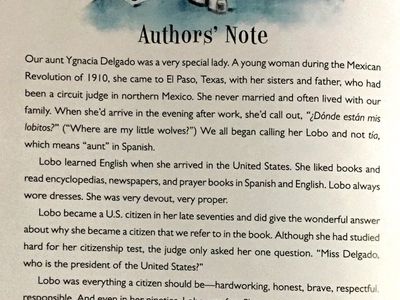 Authors' Note
Our aunt Ygnacia Delgado was a very special lady. A young woman during the Mexican
Revolution of 1910, she came to El Paso, Texas, with her sisters and father, who had
been a circuit judge in northern Mexico. She never married and often lived with our
family. When she'd arrive in the evening after work, she'd call out, "¿Dónde están mis
lobitos?" ("Where are my little wolves?") We all began calling her Lobo and not tía,
which means "aunt" in Spanish.
Lobo learned English when she arrived in the United States. She liked books and
read encyclopedias, newspapers, and prayer books in Spanish and English. Lobo always
wore dresses. She was very devout, very proper.
Lobo became a U.S. citizen in her late seventies and did give the wonderful answer
about why she became a citizen that we refer to in the book. Although she had studied
hard for her citizenship test, the judge only asked her one question. "Miss Delgado,
who is the president of the United States?"
Lobo was everything a citizen should be—hardworking, honest, brave, respectful,
responsible. And even in her nineties, Lobo